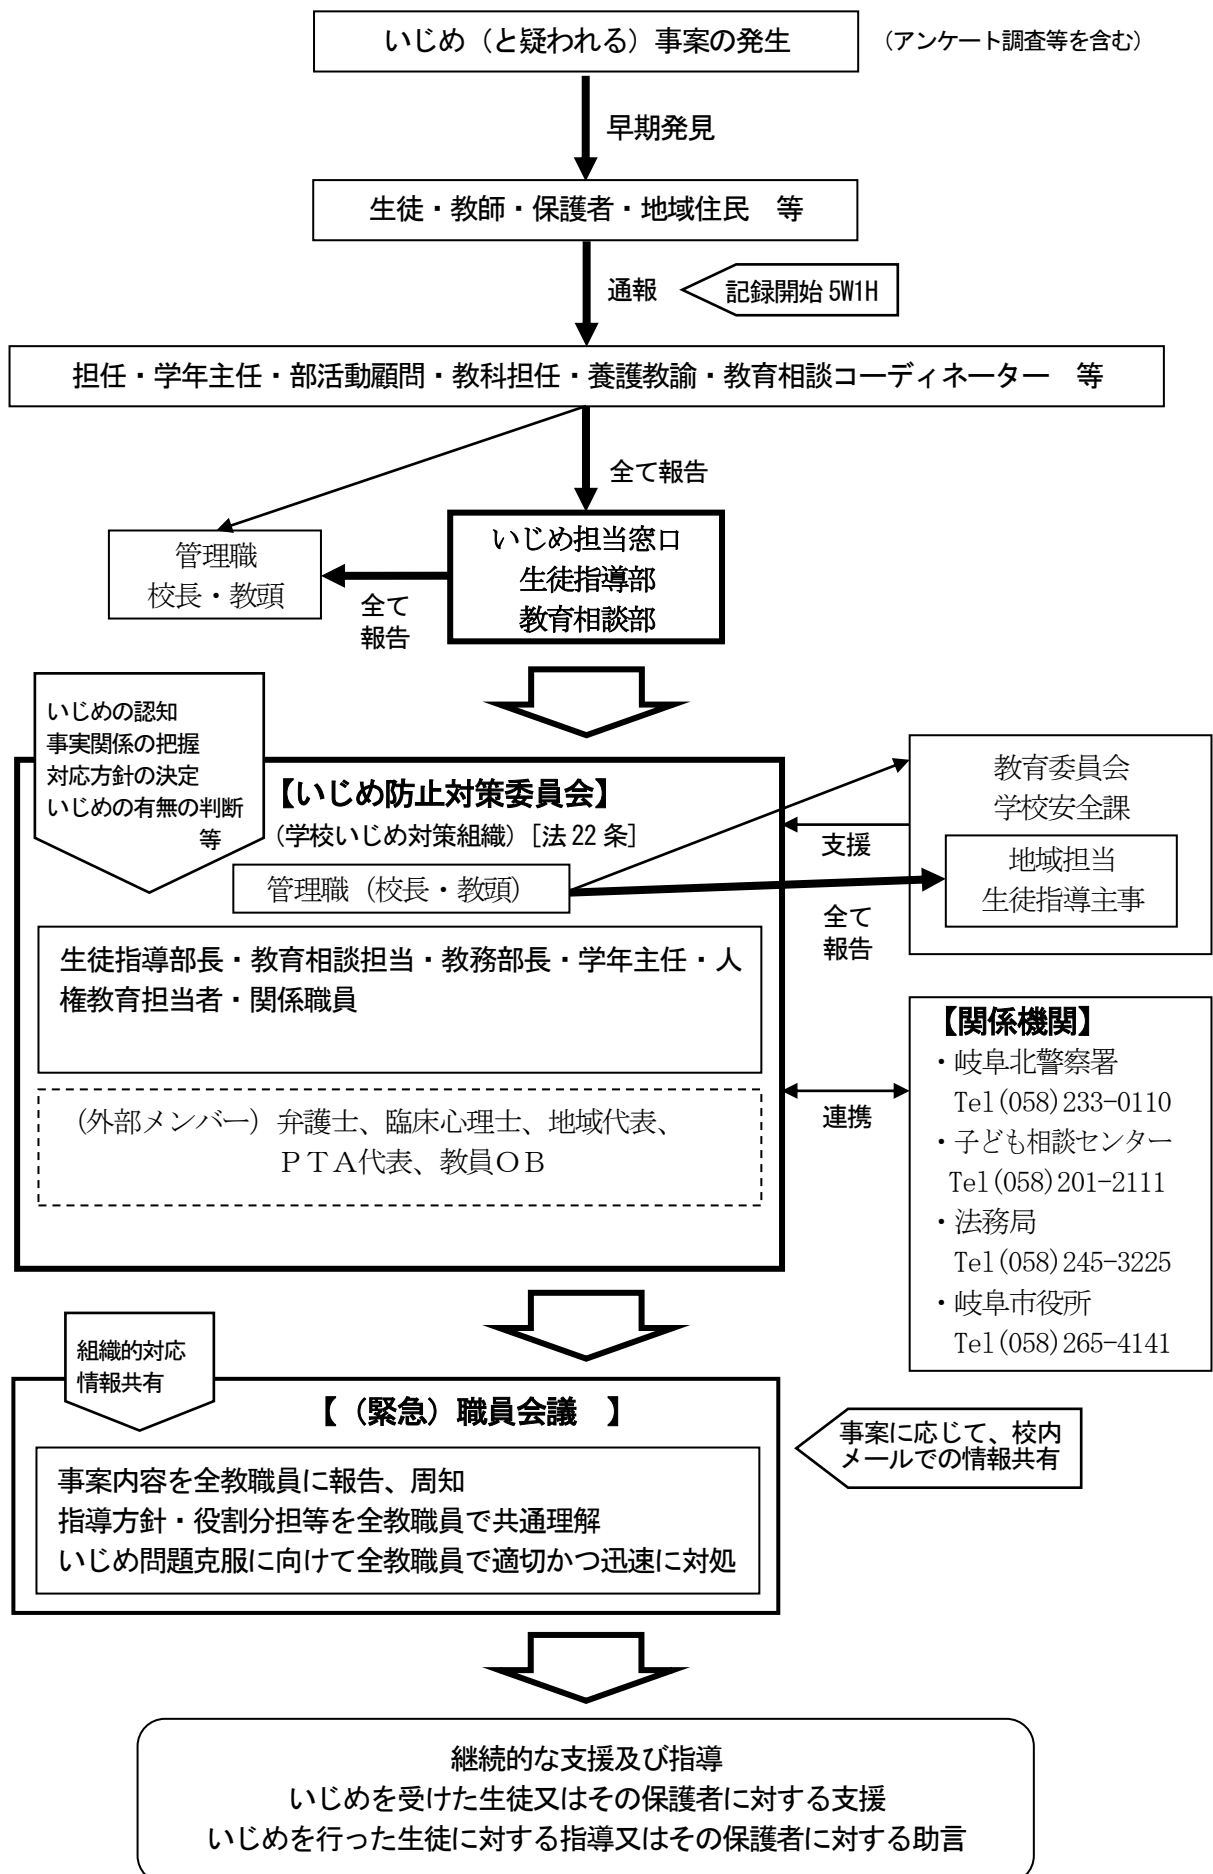 いじめ（と疑われる）事案の発生
（アンケート調査等を含む）
早期発見
生徒・教師・保護者・地域住民　等
通報
記録開始 5W1H
担任・学年主任・部活動顧問・教科担任・養護教諭・教育相談コーディネーター　等
全て報告
いじめ担当窓口
生徒指導部
教育相談部
管理職
校長・教頭
全て
報告
いじめの認知
事実関係の把握
対応方針の決定
いじめの有無の判断
等
【いじめ防止対策委員会】
（学校いじめ対策組織）［法 22 条］
管理職（校長・教頭）
教育委員会
学校安全課
支援
地域担当
生徒指導主事
全て
報告
生徒指導部長・教育相談担当・教務部長・学年主任・人
権教育担当者・関係職員
（外部メンバー）弁護士、臨床心理士、地域代表、
ＰＴＡ代表、教員ＯＢ
連携
【関係機関】
・岐阜北警察署
Tel(058)233-0110
・子ども相談センター
Tel(058)201-2111
・法務局
Tel(058)245-3225
・岐阜市役所
Tel(058)265-4141
組織的対応
情報共有
【（緊急）職員会議　】
事案に応じて、校内
メールでの情報共有
事案内容を全教職員に報告、周知
指導方針・役割分担等を全教職員で共通理解
いじめ問題克服に向けて全教職員で適切かつ迅速に対処
継続的な支援及び指導
いじめを受けた生徒又はその保護者に対する支援
いじめを行った生徒に対する指導又はその保護者に対する助言